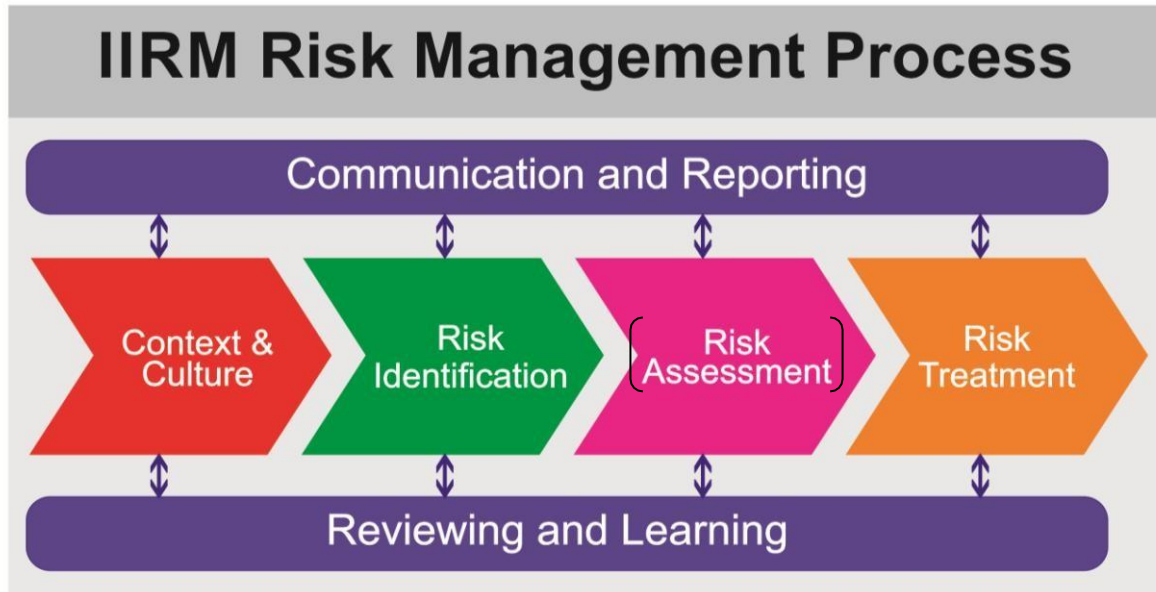 IIRM Risk Management Process
Communication and Reporting
Context &
Culture
Risk
Identification
Risk
Assessment
Risk
Treatment
Reviewing and Learning